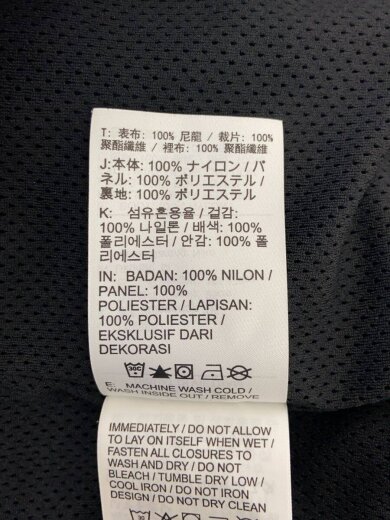 T: 表布: 100% 尼龍 / 裁片: 100%
聚酯纖維 / 裡布: 100% 聚酯纖維
J:本体: 100% ナイロン / パ
ネル: 100% ポリエステル /
裏地: 100% ポリエステル
K: 섬유혼용율 / 겉감:
100% 나일론 / 배색: 100%
폴리에스터 / 안감: 100% 폴
리에스터
IN: BADAN: 100% NILON /
PANEL: 100%
POLIESTER / LAPISAN:
100% POLIESTER /
EKSKLUSIF DARI
DEKORASI
30C
E: MACHINE WASH COLD /
WASH INSIDE OUT / REMOVE
IMMEDIATELY / DO NOT ALLOW
TO LAY ON ITSELF WHEN WET /
FASTEN ALL CLOSURES TO
WASH AND DRY / DO NOT
BLEACH / TUMBLE DRY LOW /
COOL IRON / DO NOT IRON
DESIGN / DO NOT DRY CLEAN